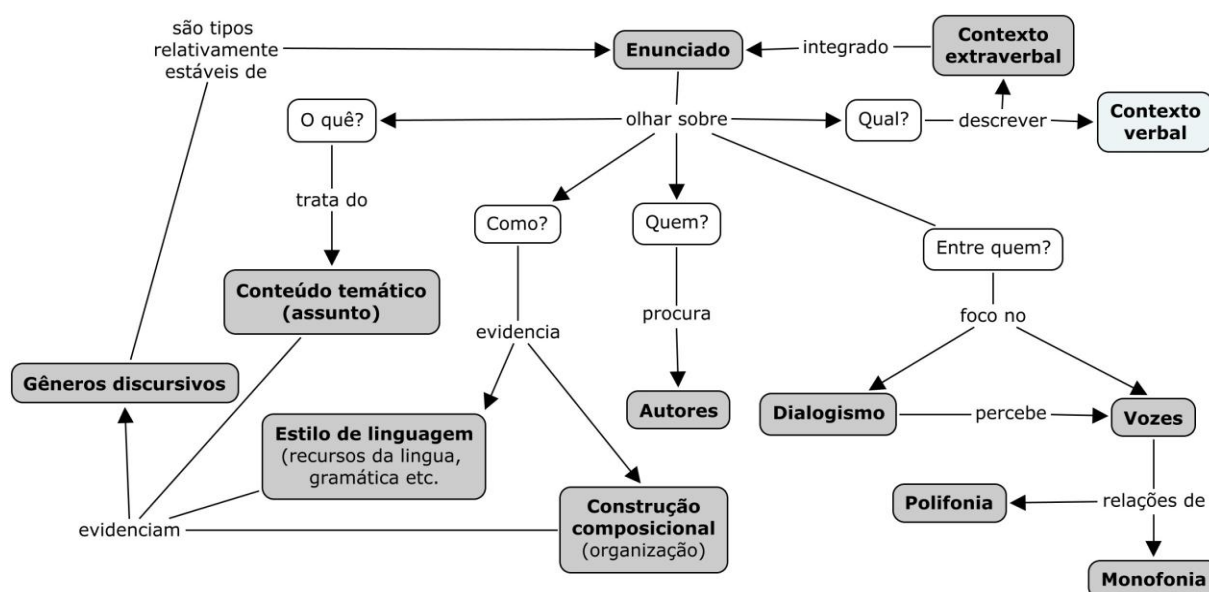 são tipos
relativamente
estáveis de
Enunciado
integrado
Contexto
extraverbal
O quê?
olhar sobre
Qual?
descrever
Contexto
verbal
trata do
Como?
Quem?
Entre quem?
Conteúdo temático
(assunto)
evidencia
procura
foco no
Gêneros discursivos
Autores
Dialogismo
percebe
Vozes
Estilo de linguagem
(recursos da lingua,
gramática etc.
evidenciam
Construção
composicional
(organização)
Polifonia
relações de
Monofonia